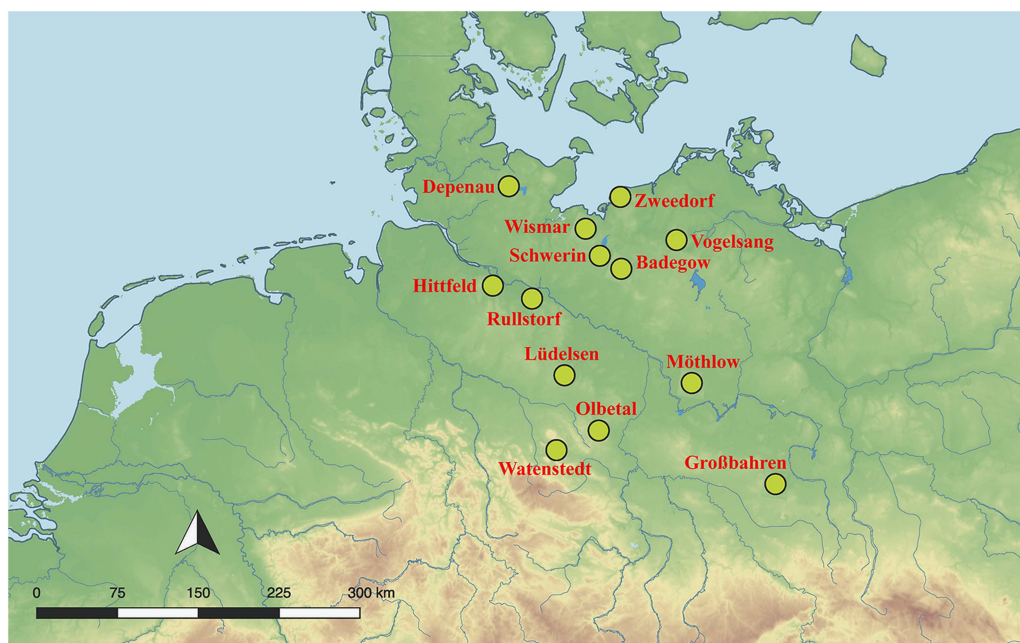 Depenau
Zweedorf
Wismar
Vogelsang
Schwerin
Badegow
Hittfeld
Rullstorf
Lüdelsen
Möthlow
Olbetal
Watenstedt
Großbahren
0 75 150 225 300 km